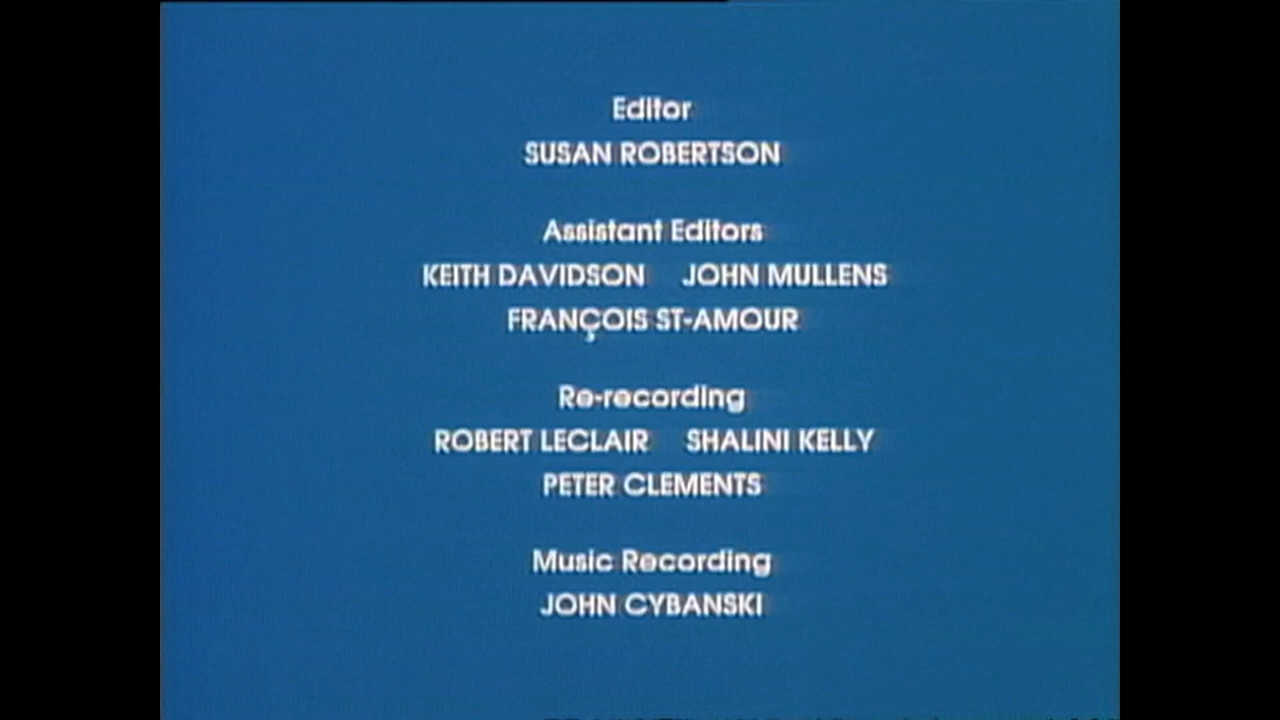 Editor
SUSAN ROBERTSON
Assistant Editors
KEITH DAVIDSON JOHN MULLENS
FRANÇOIS ST-AMOUR
Re-recording
ROBERT LECLAIR SHALINI KELLY
PETER CLEMENTS
Music Recording
JOHN CYBANSKI